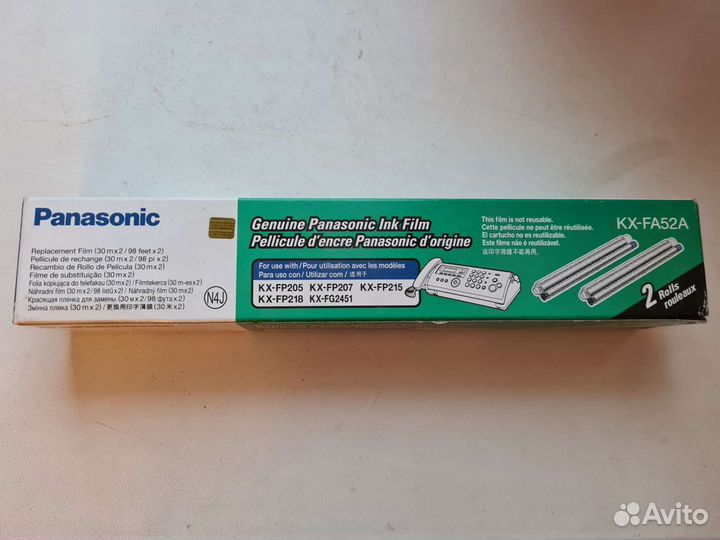 Panasonic
Replacement Film (30 m x 2 / 98 feet x 2)
Pellicule de rechange (30 m x 2 / 98 pi x 2)
Recambio de Rollo de Película (30 m x 2)
Filme de substituição (30 m x 2)
Folia kopiująca do telefaksu (30 m x 2) / Filmtekercs (30 m-es x 2)
Náhradní film (30 m x 2 / 98 listů x 2) / Náhradný film (30 m x 2)
Красящая пленка для замены (30 м x 2 / 98 фута x 2)
Змінна плівка (30 м x 2) / 更換用印字薄膜 (30 米 x 2)
N4J
Genuine Panasonic Ink Film
Pellicule d'encre Panasonic d'origine
For use with / Pour utilisation avec les modèles
Para uso con / Utilizar com / 適用于
KX-FP205 KX-FP207 KX-FP215
KX-FP218 KX-FG2451
This film is not reusable.
Cette pellicule ne peut être réutilisée.
El cartucho no es reutilizable.
Este filme não é reutilizável.
該印字薄膜不能再用。
KX-FA52A
2 Rolls
rouleaux
Avito